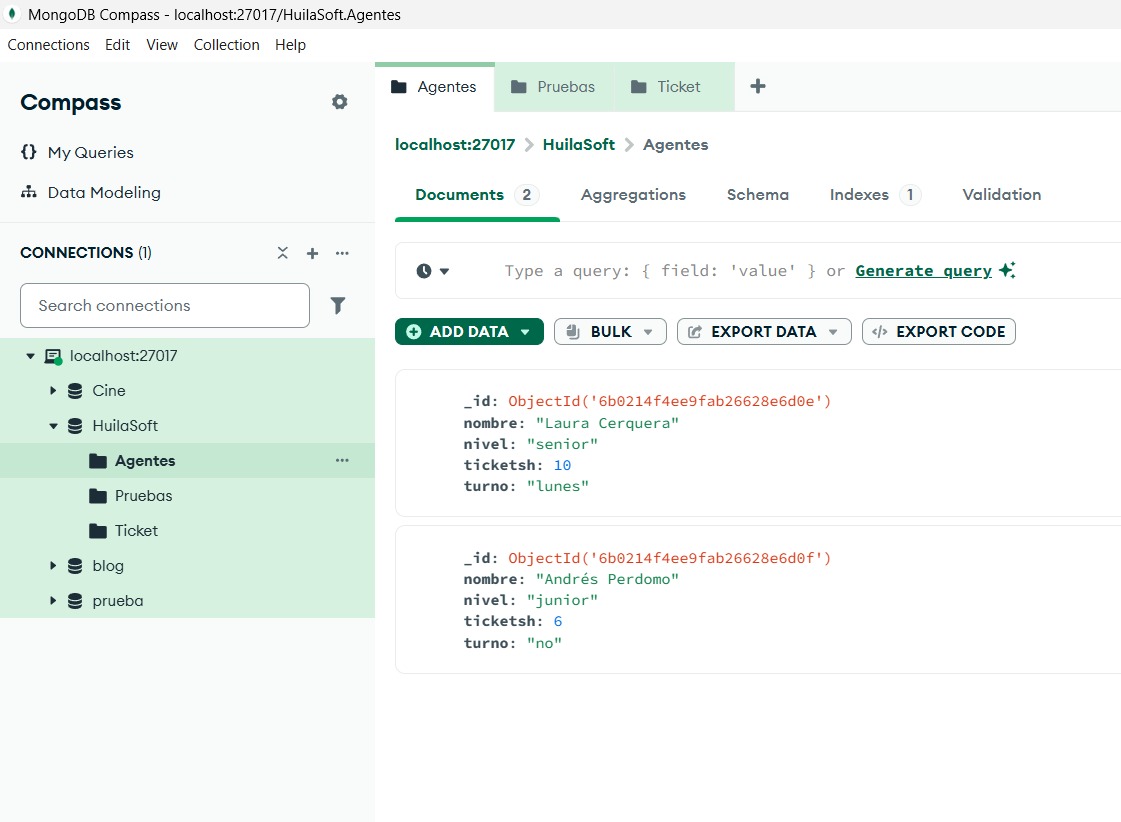 MongoDB Compass - localhost:27017/HuilaSoft.Agentes
Connections Edit View Collection Help
Compass
My Queries
Data Modeling
CONNECTIONS (1)
Search connections
localhost:27017
Cine
HuilaSoft
Agentes
Pruebas
Ticket
blog
prueba
Agentes Pruebas Ticket
localhost:27017 > HuilaSoft > Agentes
Documents 2 Aggregations Schema Indexes 1 Validation
Type a query: { field: 'value' } or Generate query
ADD DATA BULK EXPORT DATA EXPORT CODE
_id: ObjectId('6b0214f4ee9fab26628e6d0e')
nombre: "Laura Cerquera"
nivel: "senior"
ticketsh: 10
turno: "lunes"
_id: ObjectId('6b0214f4ee9fab26628e6d0f')
nombre: "Andrés Perdomo"
nivel: "junior"
ticketsh: 6
turno: "no"